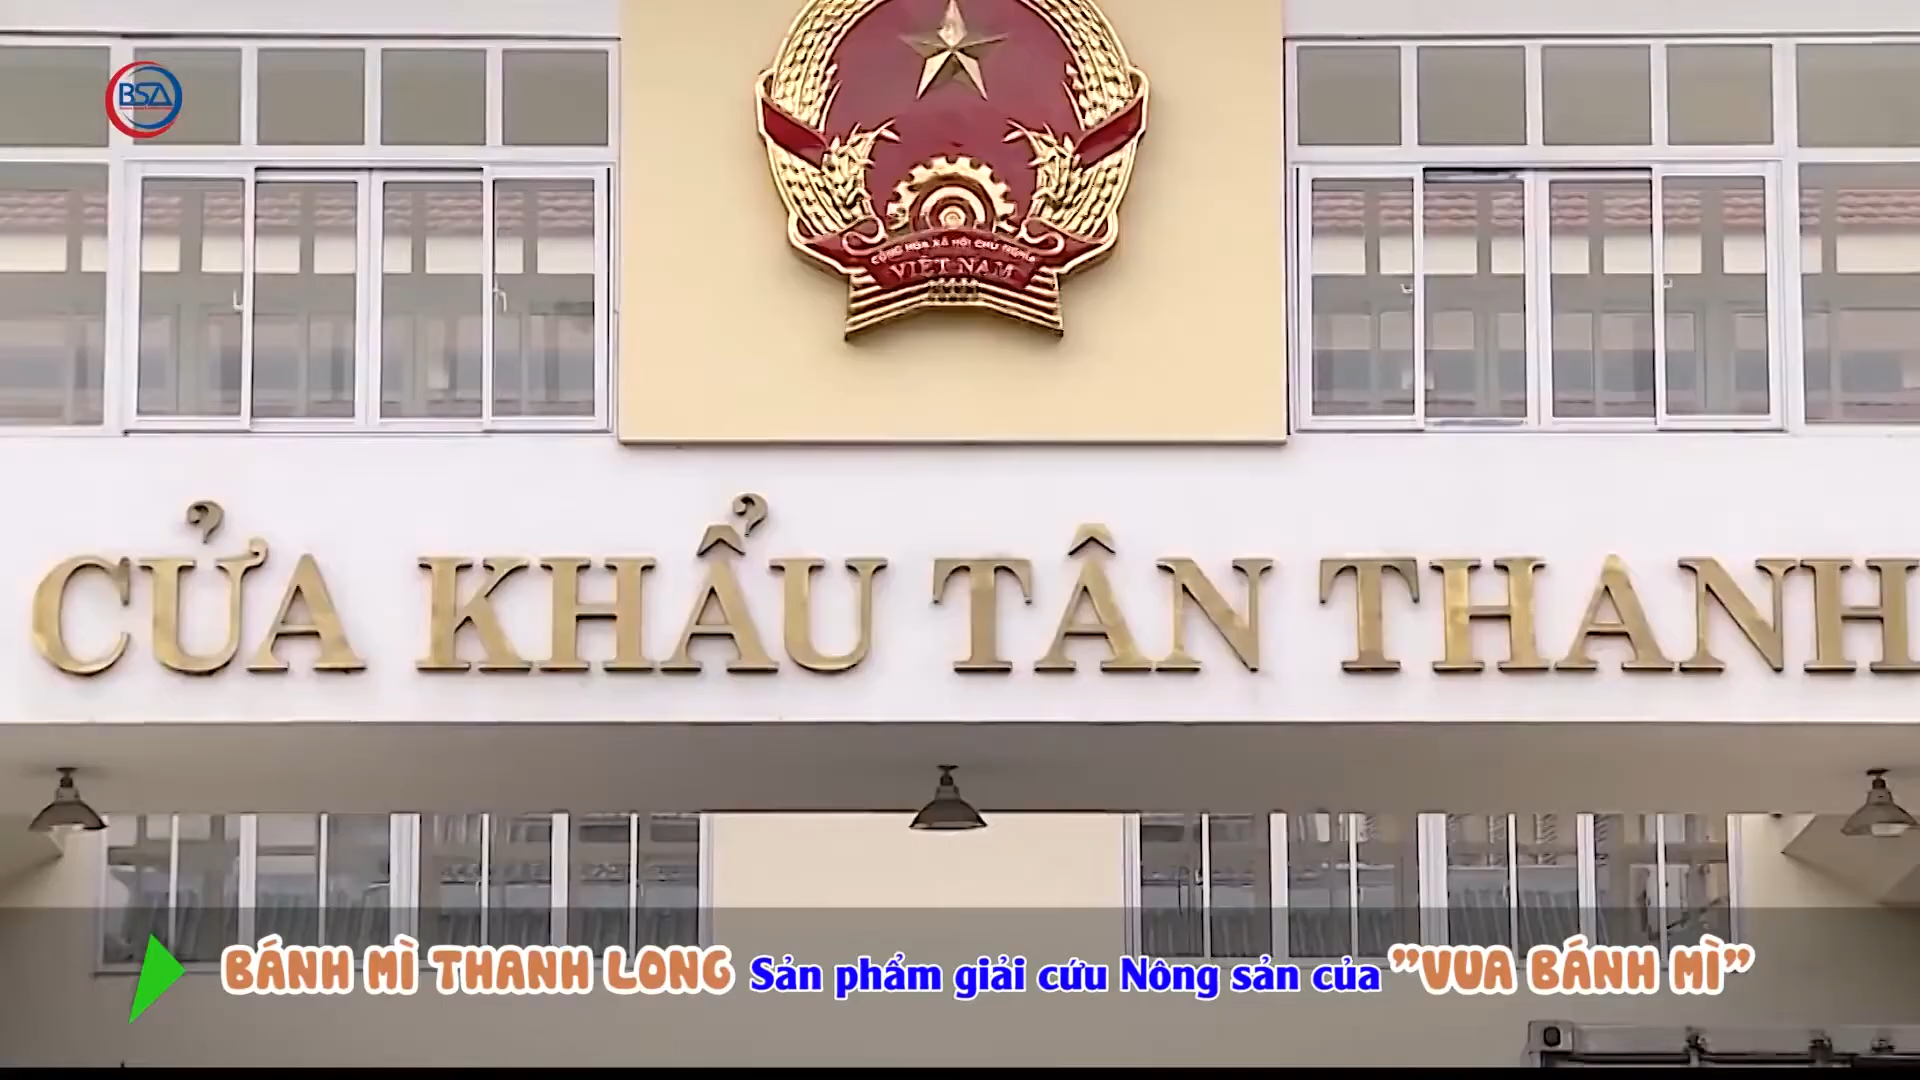 BSA
CỘNG HÒA XÃ HỘI CHỦ NGHĨA
VIỆT NAM
CỬA KHẨU TÂN THANH
BÁNH MÌ THANH LONG Sản phẩm giải cứu Nông sản của "VUA BÁNH MÌ"